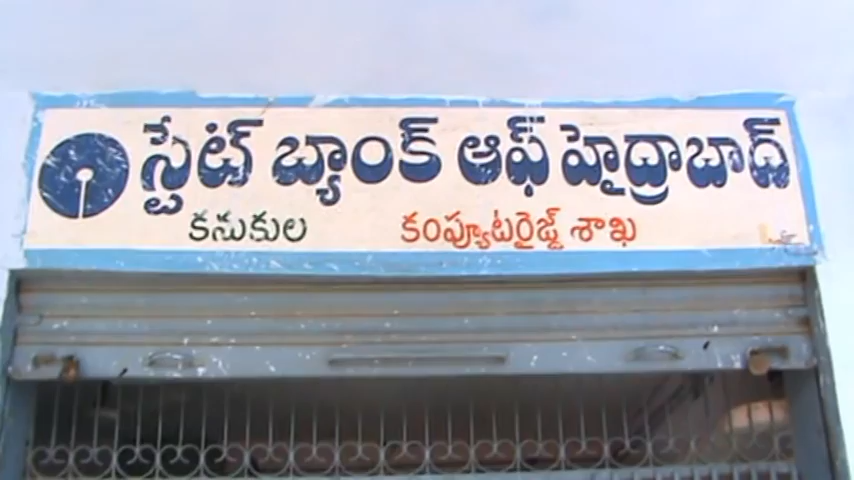 స్టేట్ బ్యాంక్ ఆఫ్ హైద్రాబాద్
కనుకుల కంప్యూటరైజ్డ్ శాఖ